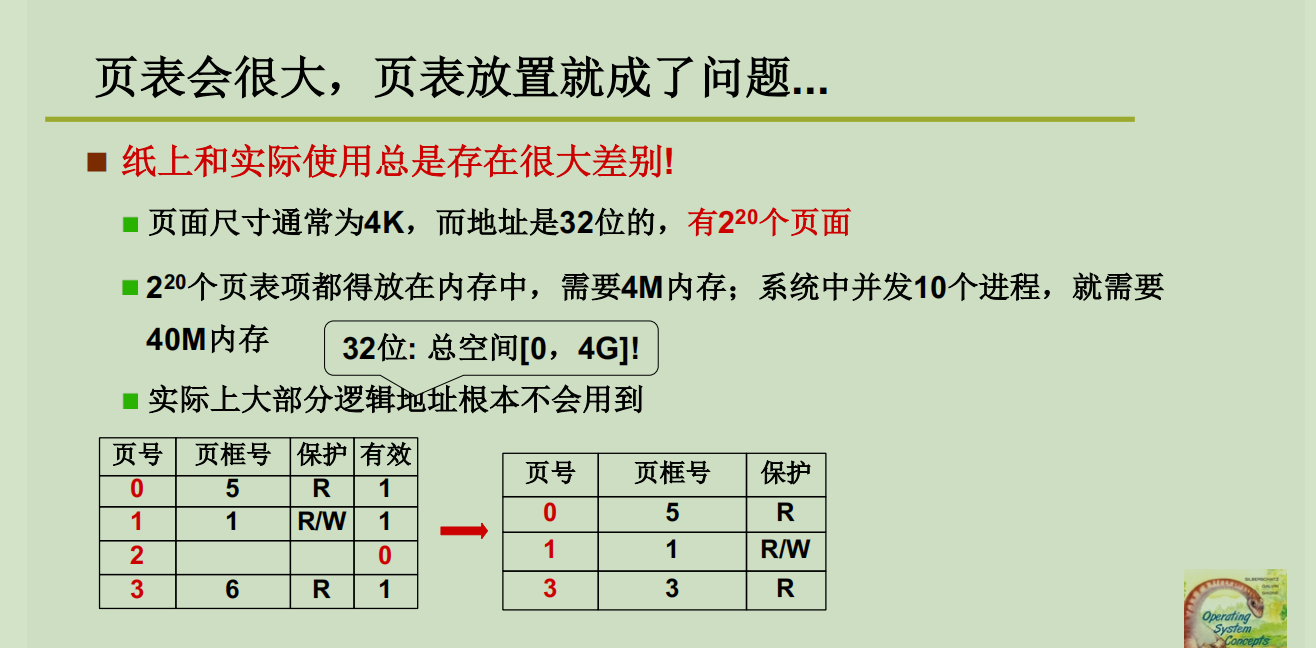 页表会很大，页表放置就成了问题...
纸上和实际使用总是存在很大差别!
页面尺寸通常为4K，而地址是32位的，有2²⁰个页面
2²⁰个页表项都得放在内存中，需要4M内存；系统中并发10个进程，就需要
40M内存
32位: 总空间[0，4G]!
实际上大部分逻辑地址根本不会用到
页号 页框号 保护 有效
0 5 R 1
1 1 R/W 1
2 0
3 6 R 1
页号 页框号 保护
0 5 R
1 1 R/W
3 3 R
SILBERSCHATZ
GALVIN
GAGNE
Operating
System
Concepts